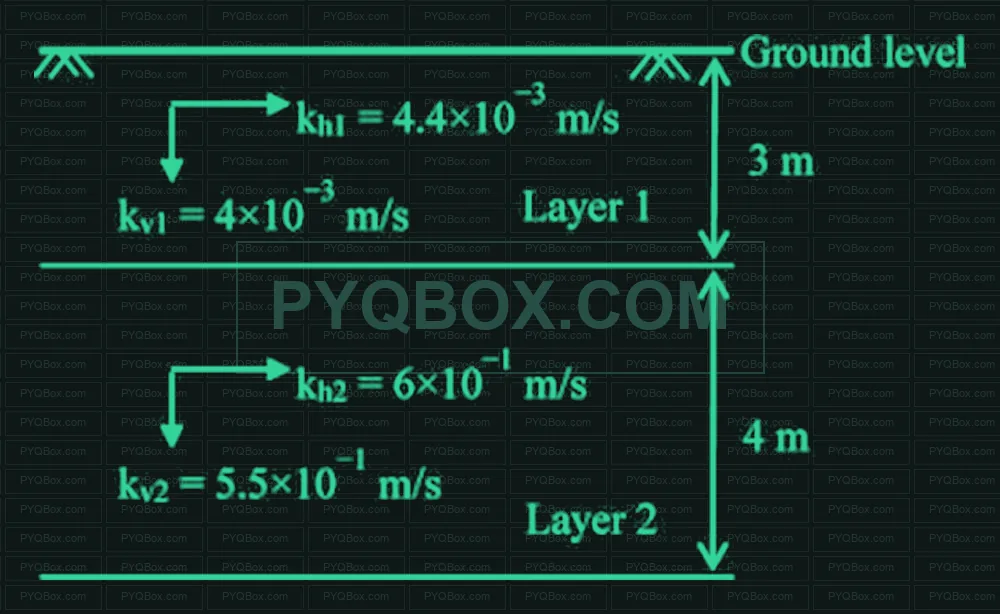 Ground level
kh1 = 4.4×10⁻³ m/s
3 m
kv1 = 4×10⁻³ m/s
Layer 1
PYQBOX.COM
kh2 = 6×10⁻¹ m/s
4 m
kv2 = 5.5×10⁻¹ m/s
Layer 2